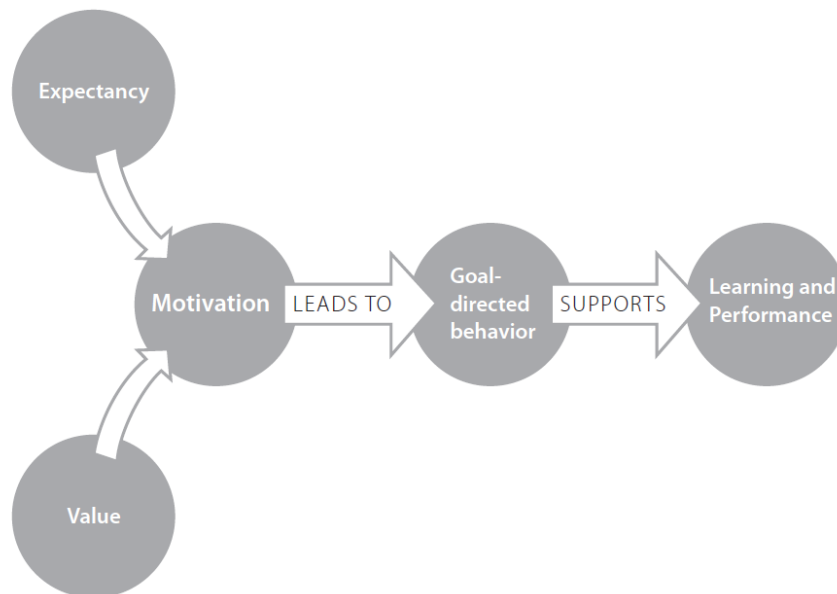 Expectancy
Motivation
LEADS TO
Goal-
directed
behavior
SUPPORTS
Learning and
Performance
Value